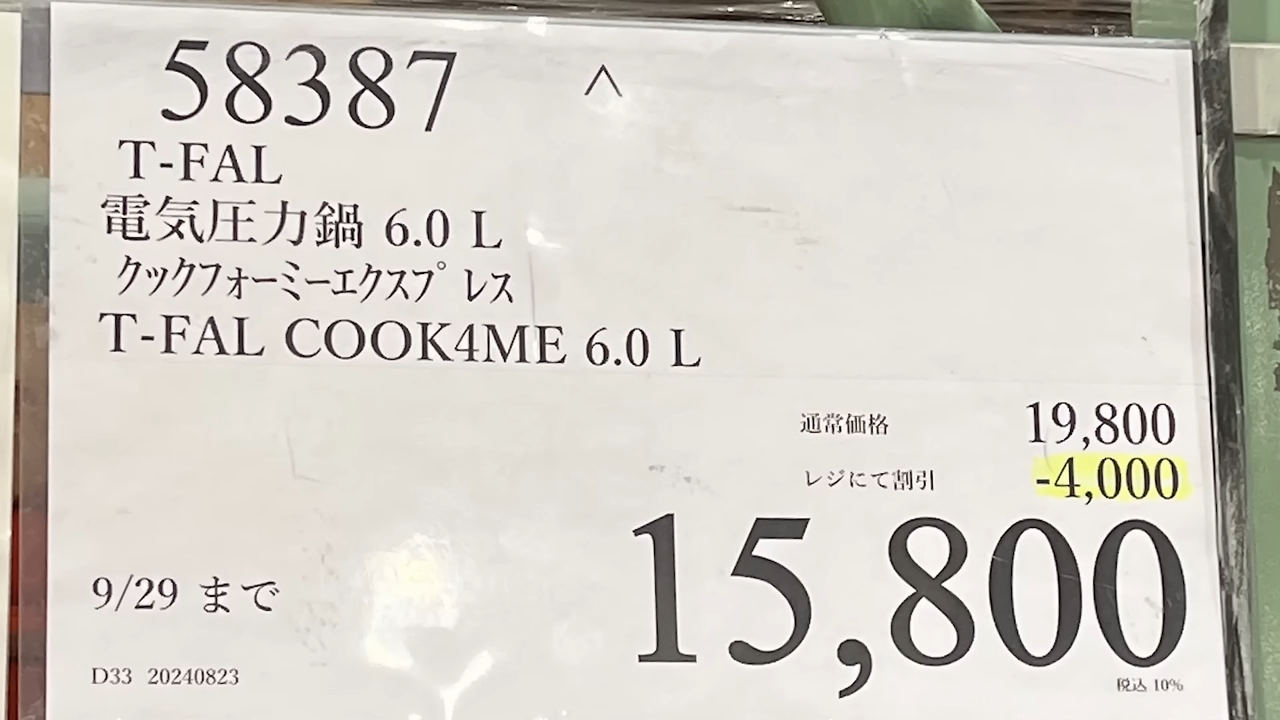 58387 ^
T-FAL
電気圧力鍋 6.0 L
クックフォーミーエクスプレス
T-FAL COOK4ME 6.0 L
通常価格 19,800
レジにて割引 -4,000
15,800
9/29 まで
税込 10%
D33 20240823